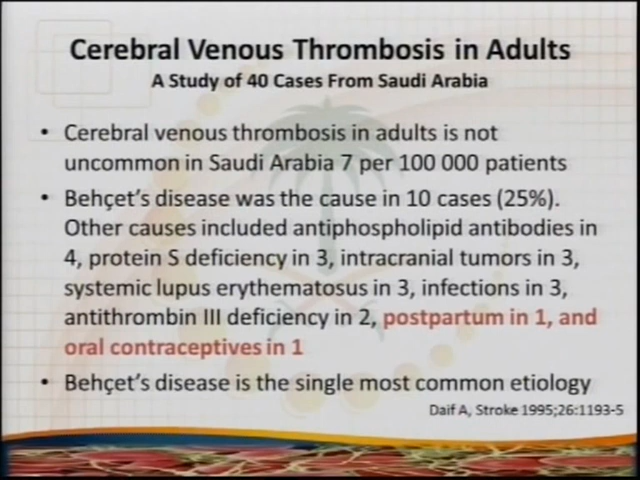 Cerebral Venous Thrombosis in Adults
A Study of 40 Cases From Saudi Arabia
• Cerebral venous thrombosis in adults is not
uncommon in Saudi Arabia 7 per 100 000 patients
• Behçet's disease was the cause in 10 cases (25%).
Other causes included antiphospholipid antibodies in
4, protein S deficiency in 3, intracranial tumors in 3,
systemic lupus erythematosus in 3, infections in 3,
antithrombin III deficiency in 2, postpartum in 1, and
oral contraceptives in 1
• Behçet's disease is the single most common etiology
Daif A, Stroke 1995;26:1193-5